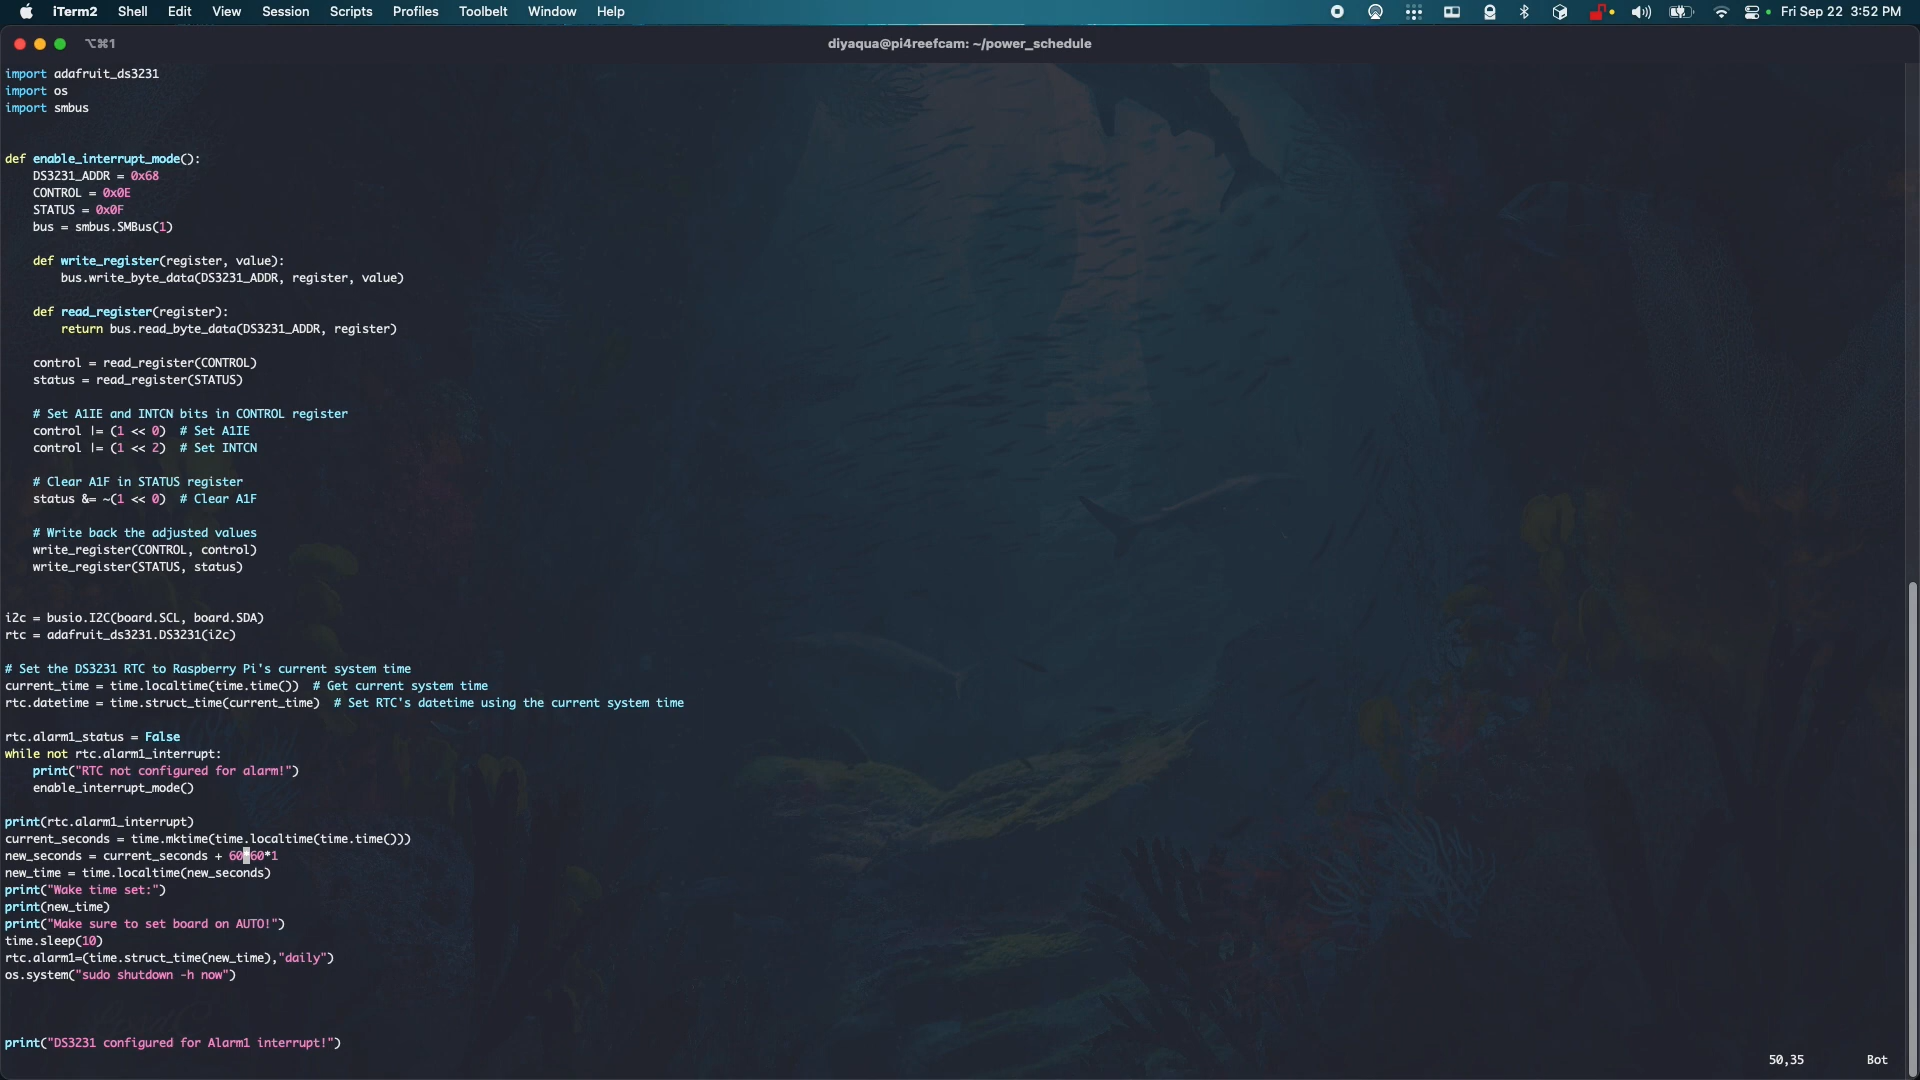 iTerm2 Shell Edit View Session Scripts Profiles Toolbelt Window Help Fri Sep 22 3:52 PM
⌥⌘1 diyaqua@pi4reefcam: ~/power_schedule
import adafruit_ds3231
import os
import smbus
def enable_interrupt_mode():
    DS3231_ADDR = 0x68
    CONTROL = 0x0E
    STATUS = 0x0F
    bus = smbus.SMBus(1)
    def write_register(register, value):
        bus.write_byte_data(DS3231_ADDR, register, value)
    def read_register(register):
        return bus.read_byte_data(DS3231_ADDR, register)
    control = read_register(CONTROL)
    status = read_register(STATUS)
    # Set A1IE and INTCN bits in CONTROL register
    control |= (1 << 0)  # Set A1IE
    control |= (1 << 2)  # Set INTCN
    # Clear A1F in STATUS register
    status &= ~(1 << 0)  # Clear A1F
    # Write back the adjusted values
    write_register(CONTROL, control)
    write_register(STATUS, status)
i2c = busio.I2C(board.SCL, board.SDA)
rtc = adafruit_ds3231.DS3231(i2c)
# Set the DS3231 RTC to Raspberry Pi's current system time
current_time = time.localtime(time.time())  # Get current system time
rtc.datetime = time.struct_time(current_time)  # Set RTC's datetime using the current system time
rtc.alarm1_status = False
while not rtc.alarm1_interrupt:
    print("RTC not configured for alarm!")
    enable_interrupt_mode()
print(rtc.alarm1_interrupt)
current_seconds = time.mktime(time.localtime(time.time()))
new_seconds = current_seconds + 60*60*1
new_time = time.localtime(new_seconds)
print("Wake time set:")
print(new_time)
print("Make sure to set board on AUTO!")
time.sleep(10)
rtc.alarm1=(time.struct_time(new_time),"daily")
os.system("sudo shutdown -h now")
print("DS3231 configured for Alarm1 interrupt!")
50,35 Bot